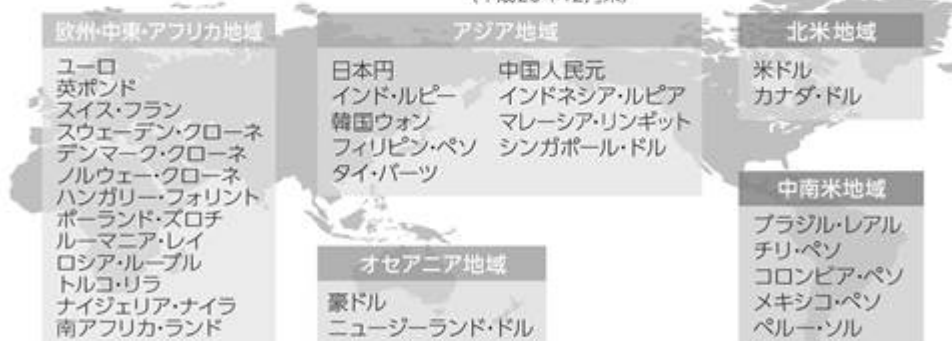 欧州・中東・アフリカ地域
ユーロ
英ポンド
スイス・フラン
スウェーデン・クローネ
デンマーク・クローネ
ノルウェー・クローネ
ハンガリー・フォリント
ポーランド・ズロチ
ルーマニア・レイ
ロシア・ルーブル
トルコ・リラ
ナイジェリア・ナイラ
南アフリカ・ランド
アジア地域
日本円 中国人民元
インド・ルピー インドネシア・ルピア
韓国ウォン マレーシア・リンギット
フィリピン・ペソ シンガポール・ドル
タイ・バーツ
オセアニア地域
豪ドル
ニュージーランド・ドル
北米地域
米ドル
カナダ・ドル
中南米地域
ブラジル・レアル
チリ・ペソ
コロンビア・ペソ
メキシコ・ペソ
ペルー・ソル